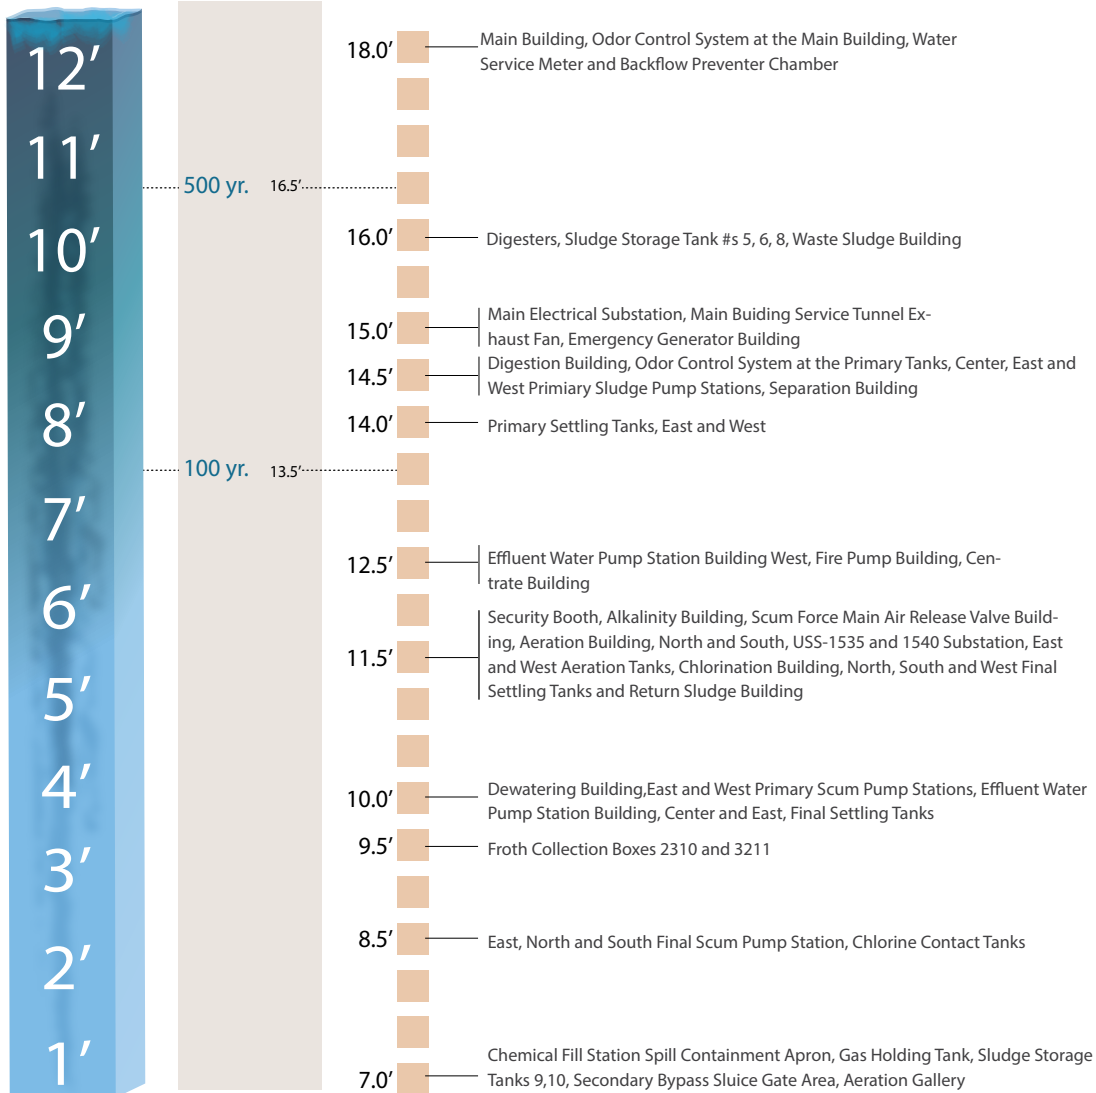 12′
11′
10′
9′
8′
7′
6′
5′
4′
3′
2′
1′
500 yr. 16.5′
100 yr. 13.5′
18.0′ Main Building, Odor Control System at the Main Building, Water
Service Meter and Backflow Preventer Chamber
16.0′ Digesters, Sludge Storage Tank #s 5, 6, 8, Waste Sludge Building
15.0′ Main Electrical Substation, Main Buiding Service Tunnel Ex-
haust Fan, Emergency Generator Building
14.5′ Digestion Building, Odor Control System at the Primary Tanks, Center, East and
West Primiary Sludge Pump Stations, Separation Building
14.0′ Primary Settling Tanks, East and West
12.5′ Effluent Water Pump Station Building West, Fire Pump Building, Cen-
trate Building
11.5′ Security Booth, Alkalinity Building, Scum Force Main Air Release Valve Build-
ing, Aeration Building, North and South, USS-1535 and 1540 Substation, East
and West Aeration Tanks, Chlorination Building, North, South and West Final
Settling Tanks and Return Sludge Building
10.0′ Dewatering Building,East and West Primary Scum Pump Stations, Effluent Water
Pump Station Building, Center and East, Final Settling Tanks
9.5′ Froth Collection Boxes 2310 and 3211
8.5′ East, North and South Final Scum Pump Station, Chlorine Contact Tanks
7.0′ Chemical Fill Station Spill Containment Apron, Gas Holding Tank, Sludge Storage
Tanks 9,10, Secondary Bypass Sluice Gate Area, Aeration Gallery